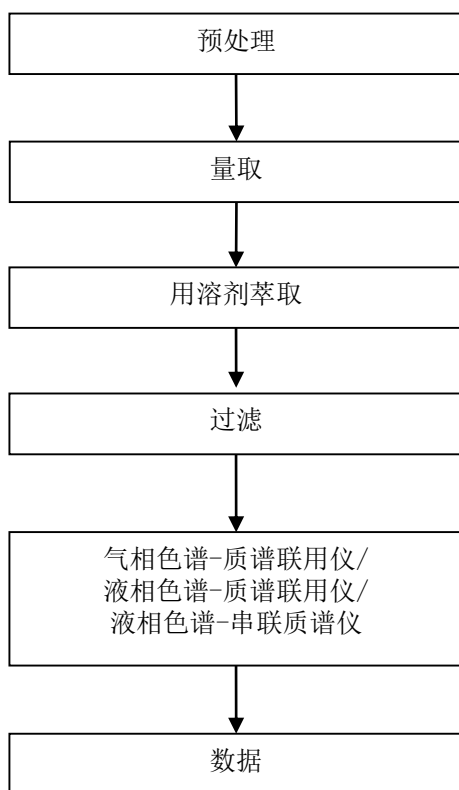 预处理
量取
用溶剂萃取
过滤
气相色谱-质谱联用仪/
液相色谱-质谱联用仪/
液相色谱-串联质谱仪
数据